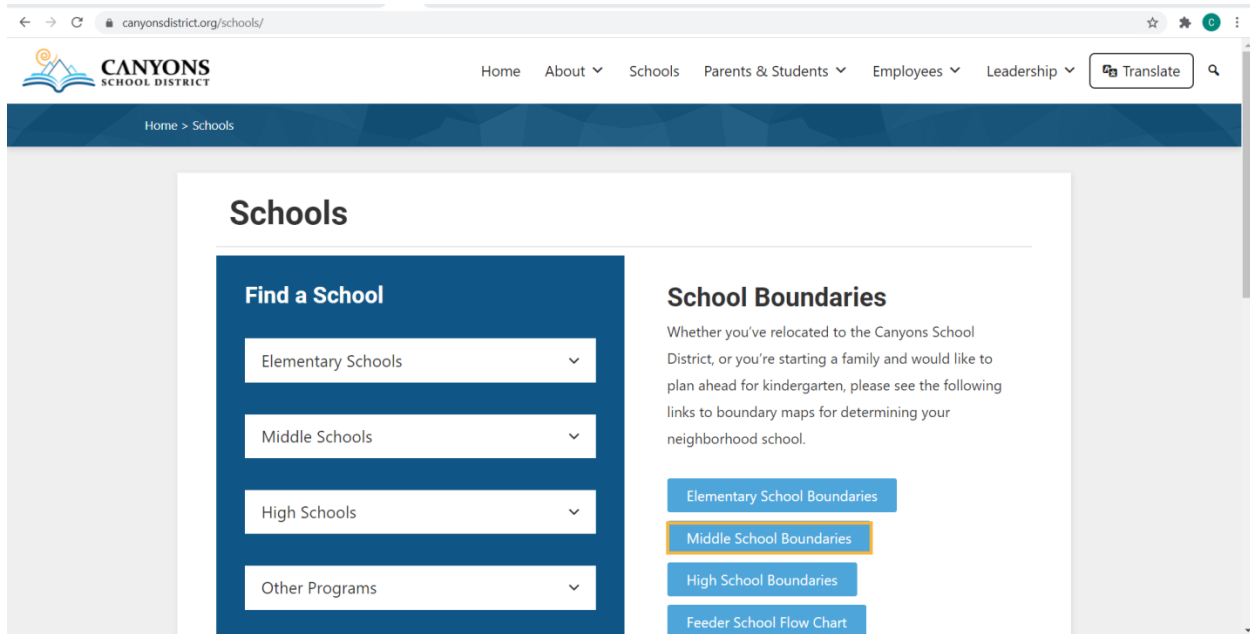 canyonsdistrict.org/schools/
C
CANYONS
SCHOOL DISTRICT
Home About Schools Parents & Students Employees Leadership Translate
Home > Schools
Schools
Find a School
Elementary Schools
Middle Schools
High Schools
Other Programs
School Boundaries
Whether you've relocated to the Canyons School
District, or you're starting a family and would like to
plan ahead for kindergarten, please see the following
links to boundary maps for determining your
neighborhood school.
Elementary School Boundaries
Middle School Boundaries
High School Boundaries
Feeder School Flow Chart